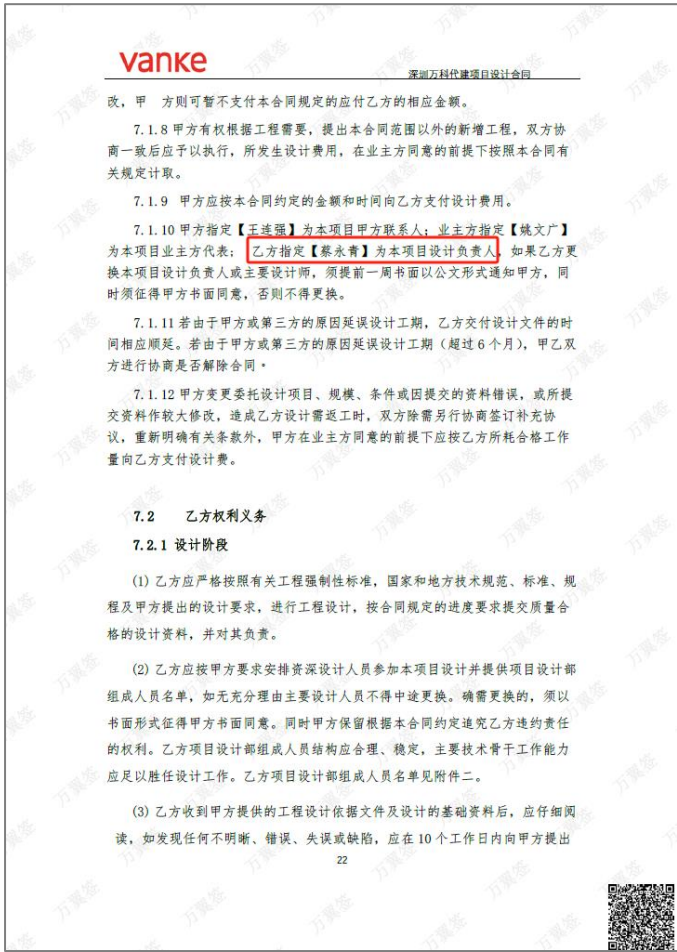 vanke
深圳万科代建项目设计合同
改，甲 方则可暂不支付本合同规定的应付乙方的相应金额。
7.1.8 甲方有权根据工程需要，提出本合同范围以外的新增工程，双方协
商一致后应予以执行，所发生设计费用，在业主方同意的前提下按照本合同有
关规定计取。
7.1.9 甲方应按本合同约定的金额和时间向乙方支付设计费用。
7.1.10 甲方指定【王连强】为本项目甲方联系人；业主方指定【姚文广】
为本项目业主方代表； 乙方指定【蔡永青】为本项目设计负责人，如果乙方更
换本项目设计负责人或主要设计师，须提前一周书面以公文形式通知甲方，同
时须征得甲方书面同意，否则不得更换。
7.1.11 若由于甲方或第三方的原因延误设计工期，乙方交付设计文件的时
间相应顺延。若由于甲方或第三方的原因延误设计工期（超过 6 个月），甲乙双
方进行协商是否解除合同。
7.1.12 甲方变更委托设计项目、规模、条件或因提交的资料错误，或所提
交资料作较大修改，造成乙方设计需返工时，双方除需另行协商签订补充协
议，重新明确有关条款外，甲方在业主方同意的前提下应按乙方所耗合格工作
量向乙方支付设计费。
7.2 乙方权利义务
7.2.1 设计阶段
(1) 乙方应严格按照有关工程强制性标准，国家和地方技术规范、标准、规
程及甲方提出的设计要求，进行工程设计，按合同规定的进度要求提交质量合
格的设计资料，并对其负责。
(2) 乙方应按甲方要求安排资深设计人员参加本项目设计并提供项目设计部
组成人员名单，如无充分理由主要设计人员不得中途更换。确需更换的，须以
书面形式征得甲方书面同意。同时甲方保留根据本合同约定追究乙方违约责任
的权利。乙方项目设计部组成人员结构应合理、稳定，主要技术骨干工作能力
应足以胜任设计工作。乙方项目设计部组成人员名单见附件二。
(3) 乙方收到甲方提供的工程设计依据文件及设计的基础资料后，应仔细阅
读，如发现任何不明晰、错误、失误或缺陷，应在 10 个工作日内向甲方提出
22
万翼签